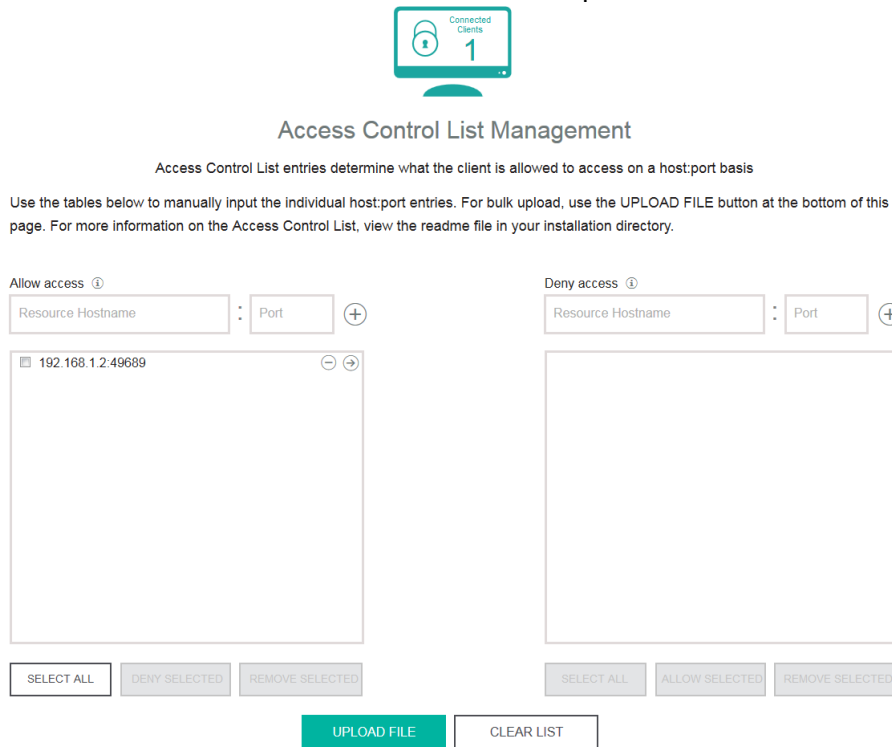 Connected
Clients
1
Access Control List Management
Access Control List entries determine what the client is allowed to access on a host:port basis
Use the tables below to manually input the individual host:port entries. For bulk upload, use the UPLOAD FILE button at the bottom of this
page. For more information on the Access Control List, view the readme file in your installation directory.
Allow access
Resource Hostname : Port
192.168.1.2:49689
SELECT ALL DENY SELECTED REMOVE SELECTED
Deny access
Resource Hostname : Port
SELECT ALL ALLOW SELECTED REMOVE SELECTED
UPLOAD FILE CLEAR LIST